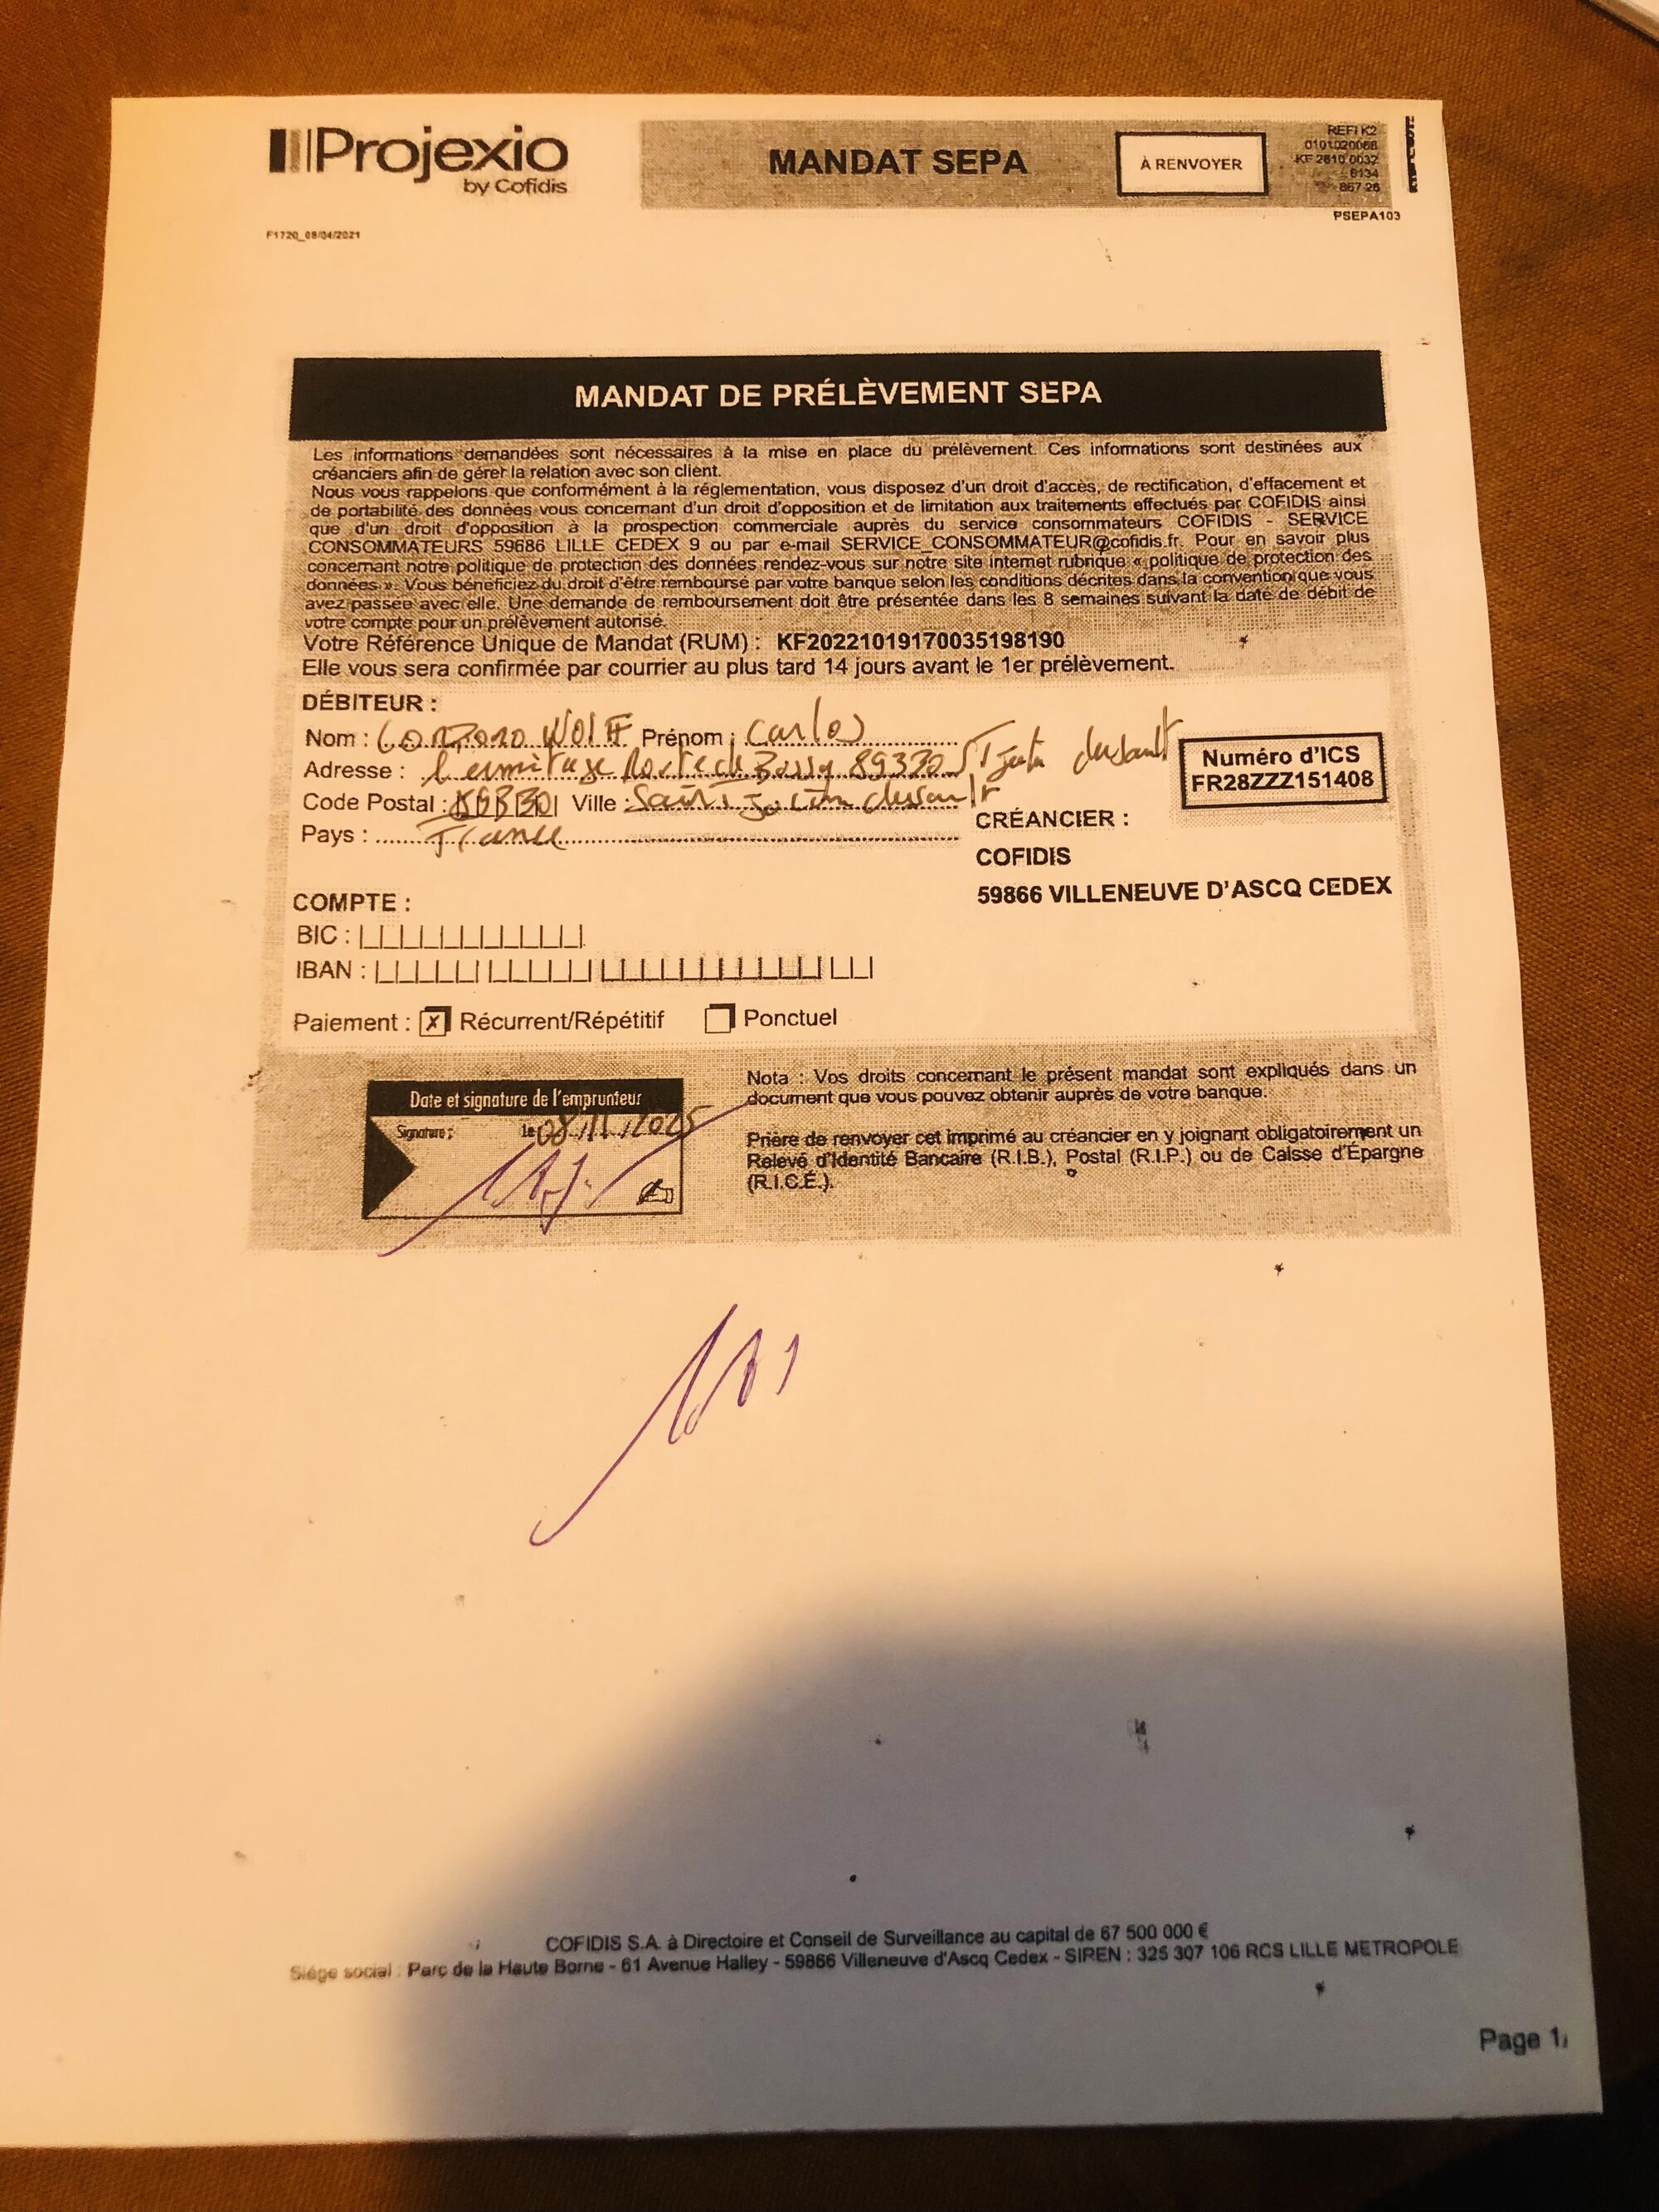 Projexio
by Cofidis
MANDAT SEPA
À RENVOYER
REFI K2
0101020068
KF 2610 0032
8134
867 26
PSEPA103
F1720_08/04/2021
MANDAT DE PRÉLÈVEMENT SEPA
Les informations demandées sont nécessaires à la mise en place du prélèvement. Ces informations sont destinées aux
créanciers afin de gérer la relation avec son client.
Nous vous rappelons que conformément à la réglementation, vous disposez d'un droit d'accès, de rectification, d'effacement et
de portabilité des données vous concernant d'un droit d'opposition et de limitation aux traitements effectués par COFIDIS ainsi
que d'un droit d'opposition à la prospection commerciale auprès du service consommateurs COFIDIS - SERVICE
CONSOMMATEURS 59686 LILLE CEDEX 9 ou par e-mail SERVICE_CONSOMMATEUR@cofidis.fr. Pour en savoir plus
concernant notre politique de protection des données rendez-vous sur notre site internet rubrique « politique de protection des
données ». Vous bénéficiez du droit d'être remboursé par votre banque selon les conditions décrites dans la convention que vous
avez passée avec elle. Une demande de remboursement doit être présentée dans les 8 semaines suivant la date de débit de
votre compte pour un prélèvement autorisé.
Votre Référence Unique de Mandat (RUM) : KF20221019170035198190
Elle vous sera confirmée par courrier au plus tard 14 jours avant le 1er prélèvement.
DÉBITEUR :
Nom : WOLFF Prénom : Carlos
Adresse : 89330
Code Postal : Ville : Saint
Pays : France
Numéro d'ICS
FR28ZZZ151408
CRÉANCIER :
COFIDIS
59866 VILLENEUVE D'ASCQ CEDEX
COMPTE :
BIC :
IBAN :
Paiement : x Récurrent/Répétitif Ponctuel
Date et signature de l'emprunteur
Signature : Le 08/11/2025
Nota : Vos droits concernant le présent mandat sont expliqués dans un
document que vous pouvez obtenir auprès de votre banque.
Prière de renvoyer cet imprimé au créancier en y joignant obligatoirement un
Relevé d'Identité Bancaire (R.I.B.), Postal (R.I.P.) ou de Caisse d'Épargne
(R.I.C.E.).
COFIDIS S.A. à Directoire et Conseil de Surveillance au capital de 67 500 000 €
Siège social : Parc de la Haute Borne - 61 Avenue Halley - 59866 Villeneuve d'Ascq Cedex - SIREN : 325 307 106 RCS LILLE METROPOLE
Page 1/